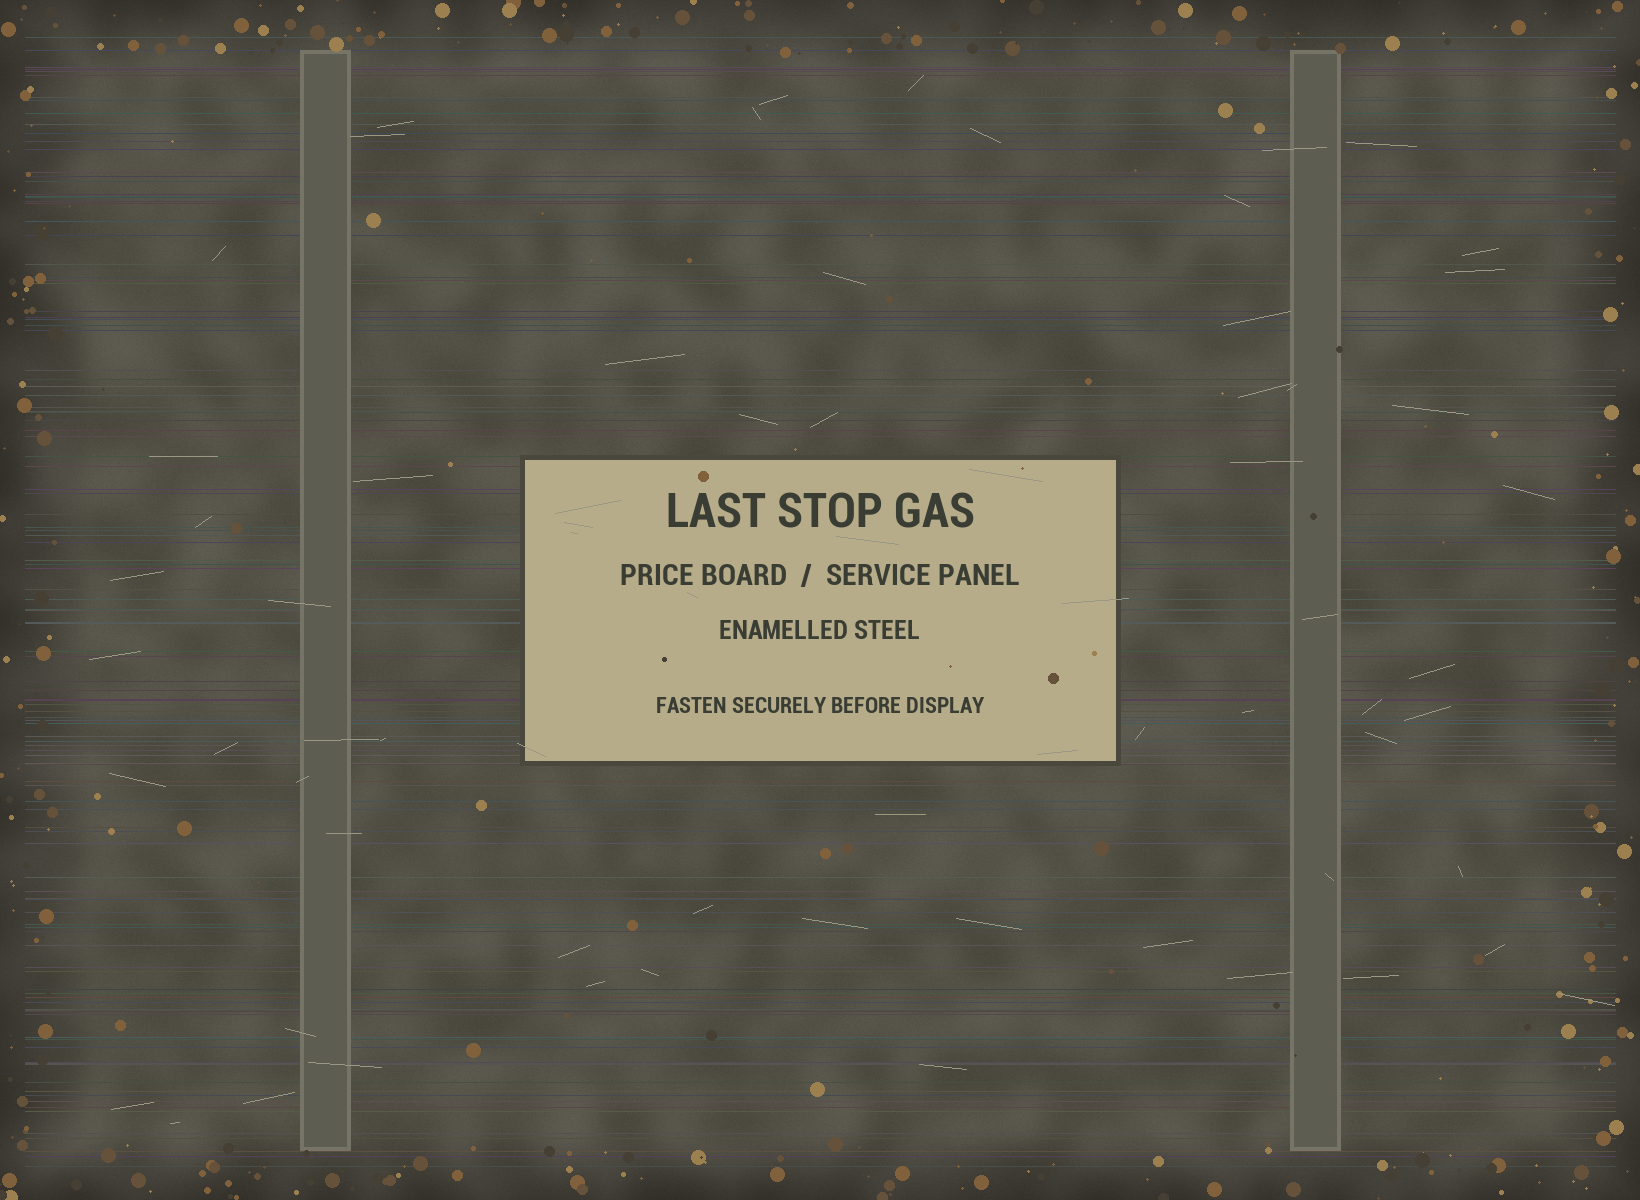 LAST STOP GAS
PRICE BOARD / SERVICE PANEL
ENAMELLED STEEL
FASTEN SECURELY BEFORE DISPLAY